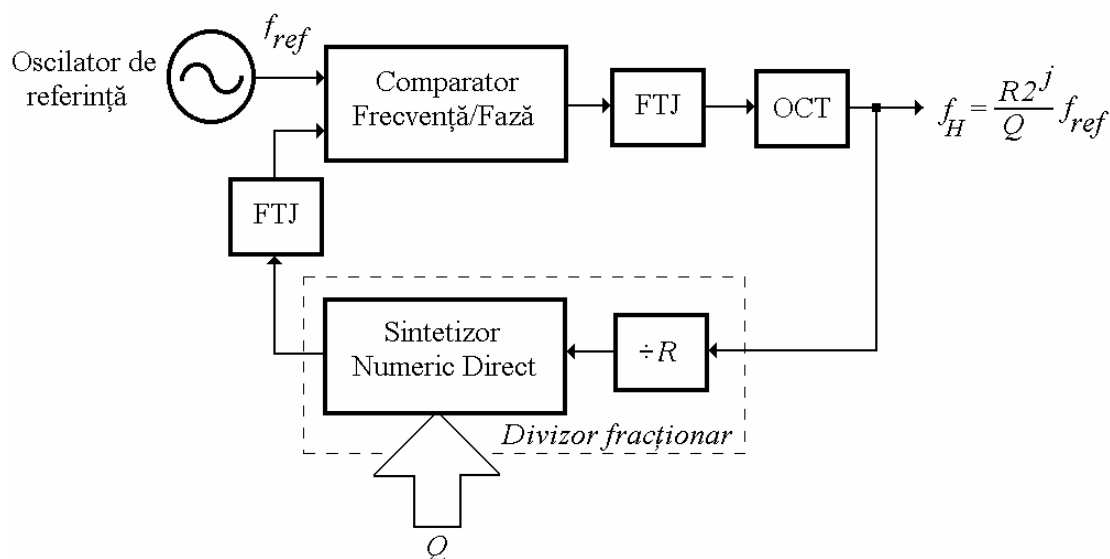 Oscilator de
referință
f_ref
Comparator
Frecvență/Fază
FTJ
OCT
f_H = R2^j / Q f_ref
FTJ
Sintetizor
Numeric Direct
÷R
Divizor fracționar
Q